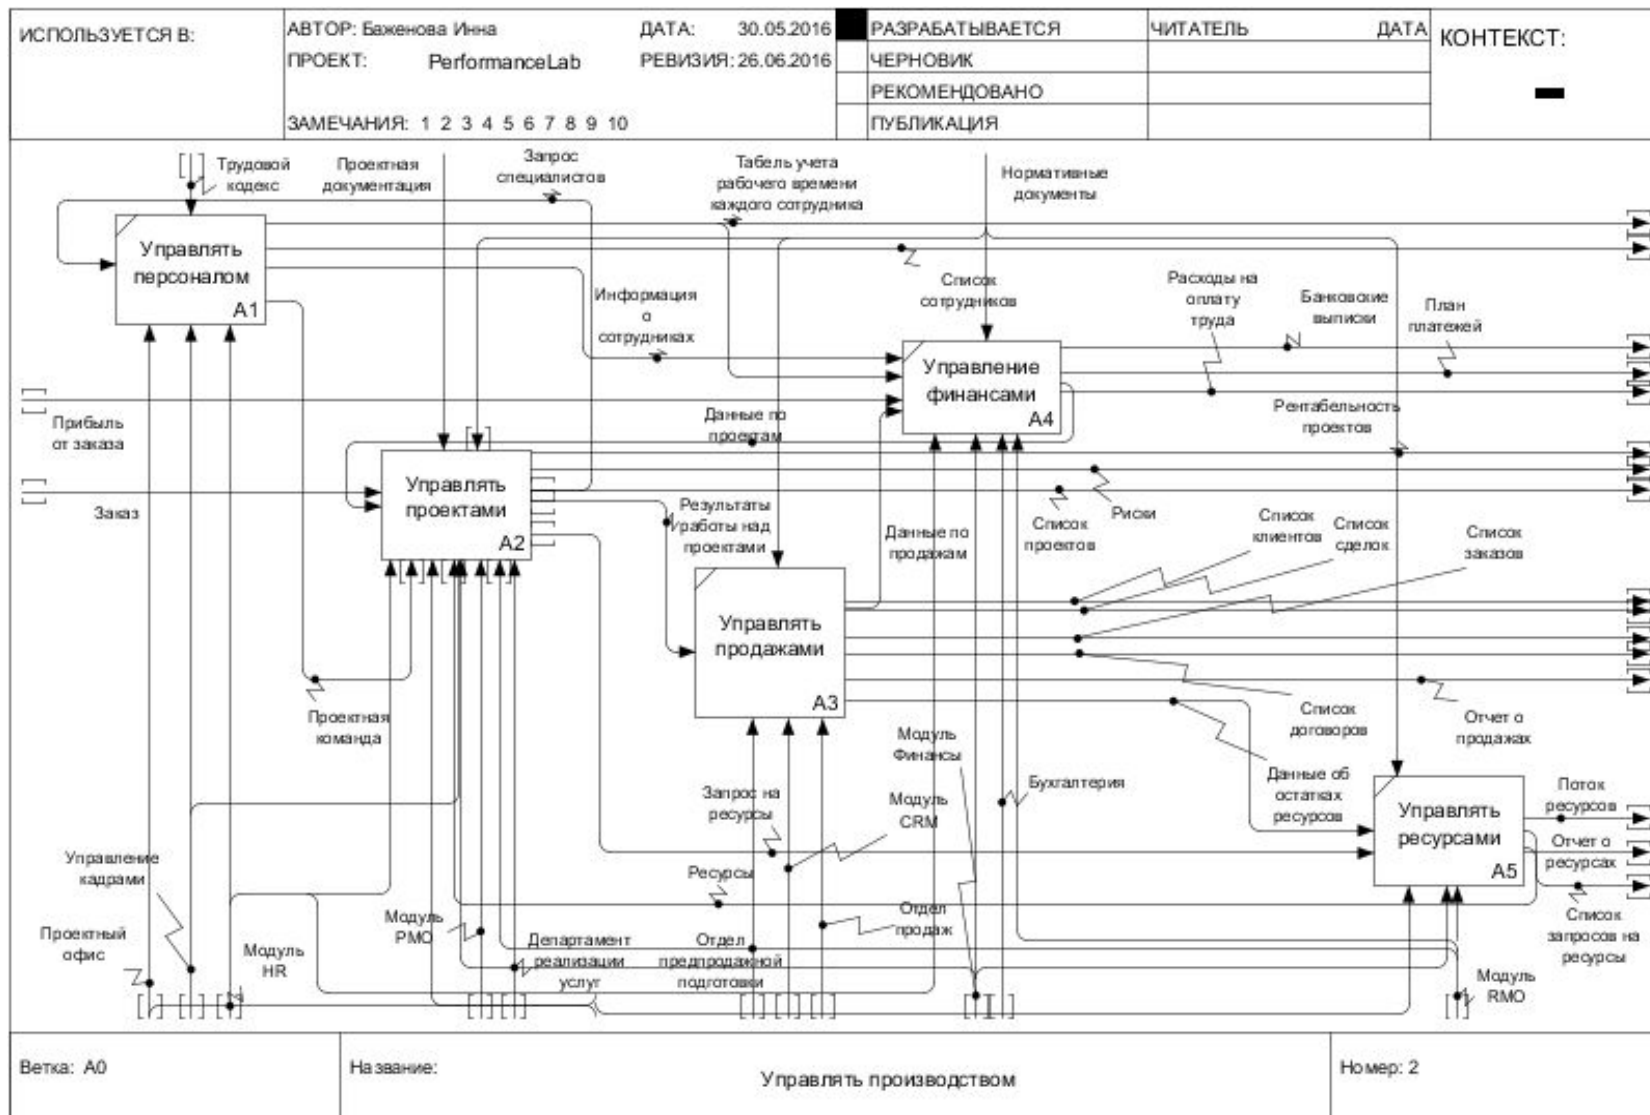 ИСПОЛЬЗУЕТСЯ В:
АВТОР: Баженова Инна
ДАТА: 30.05.2016
ПРОЕКТ: PerformanceLab
РЕВИЗИЯ: 26.06.2016
ЗАМЕЧАНИЯ: 1 2 3 4 5 6 7 8 9 10
РАЗРАБАТЫВАЕТСЯ
ЧЕРНОВИК
РЕКОМЕНДОВАНО
ПУБЛИКАЦИЯ
ЧИТАТЕЛЬ
ДАТА
КОНТЕКСТ:
Трудовой
кодекс
Проектная
документация
Запрос
специалистов
Табель учета
рабочего времени
каждого сотрудника
Нормативные
документы
Управлять
персоналом
A1
Информация
о
сотрудниках
Список
сотрудников
Расходы на
оплату
труда
Банковские
выписки
План
платежей
Управление
финансами
A4
Прибыль
от заказа
Данные по
проектам
Рентабельность
проектов
Заказ
Управлять
проектами
A2
Результаты
работы над
проектами
Данные по
продажам
Список
проектов
Риски
Список
клиентов
Список
сделок
Список
заказов
Управлять
продажами
A3
Проектная
команда
Модуль
Финансы
Список
договоров
Отчет о
продажах
Запрос на
ресурсы
Модуль
CRM
Бухгалтерия
Данные об
остатках
ресурсов
Управлять
ресурсами
A5
Поток
ресурсов
Отчет о
ресурсах
Управление
кадрами
Ресурсы
Проектный
офис
Модуль
HR
Модуль
PMO
Департамент
реализации
услуг
Отдел
предпродажной
подготовки
Отдел
продаж
Список
запросов на
ресурсы
Модуль
RMO
Ветка: A0
Название:
Управлять производством
Номер: 2